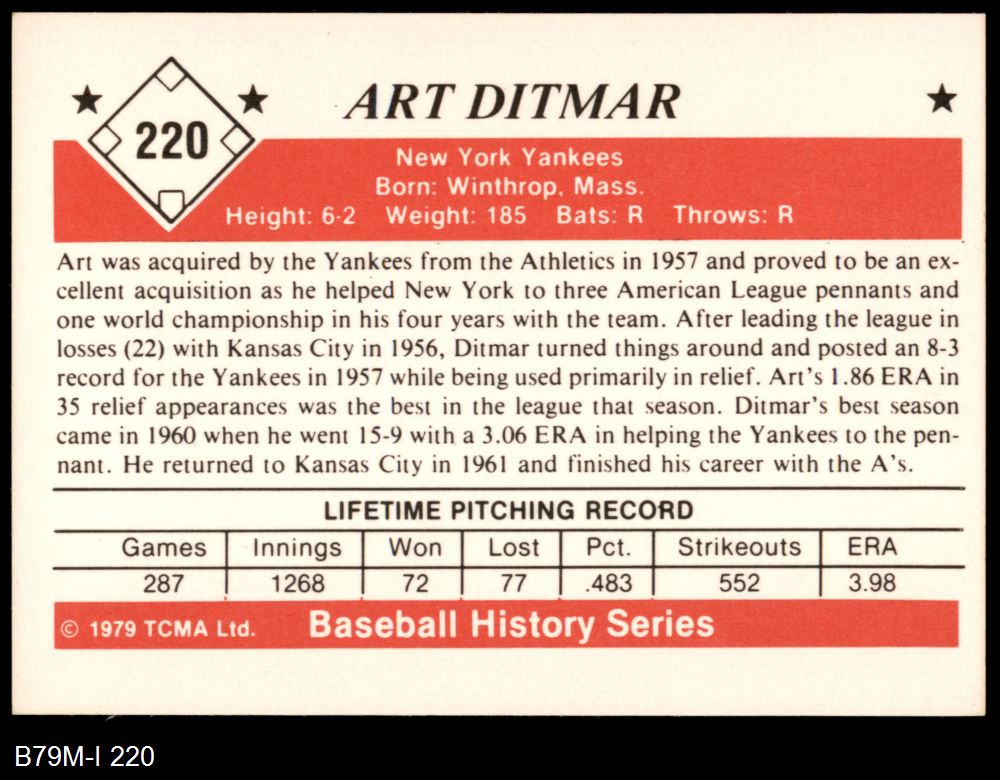 220
ART DITMAR
New York Yankees
Born: Winthrop, Mass.
Height: 6-2 Weight: 185 Bats: R Throws: R
Art was acquired by the Yankees from the Athletics in 1957 and proved to be an ex-
cellent acquisition as he helped New York to three American League pennants and
one world championship in his four years with the team. After leading the league in
losses (22) with Kansas City in 1956, Ditmar turned things around and posted an 8-3
record for the Yankees in 1957 while being used primarily in relief. Art's 1.86 ERA in
35 relief appearances was the best in the league that season. Ditmar's best season
came in 1960 when he went 15-9 with a 3.06 ERA in helping the Yankees to the pen-
nant. He returned to Kansas City in 1961 and finished his career with the A's.
LIFETIME PITCHING RECORD
Games Innings Won Lost Pct. Strikeouts ERA
287 1268 72 77 .483 552 3.98
© 1979 TCMA Ltd. Baseball History Series
B79M-I 220